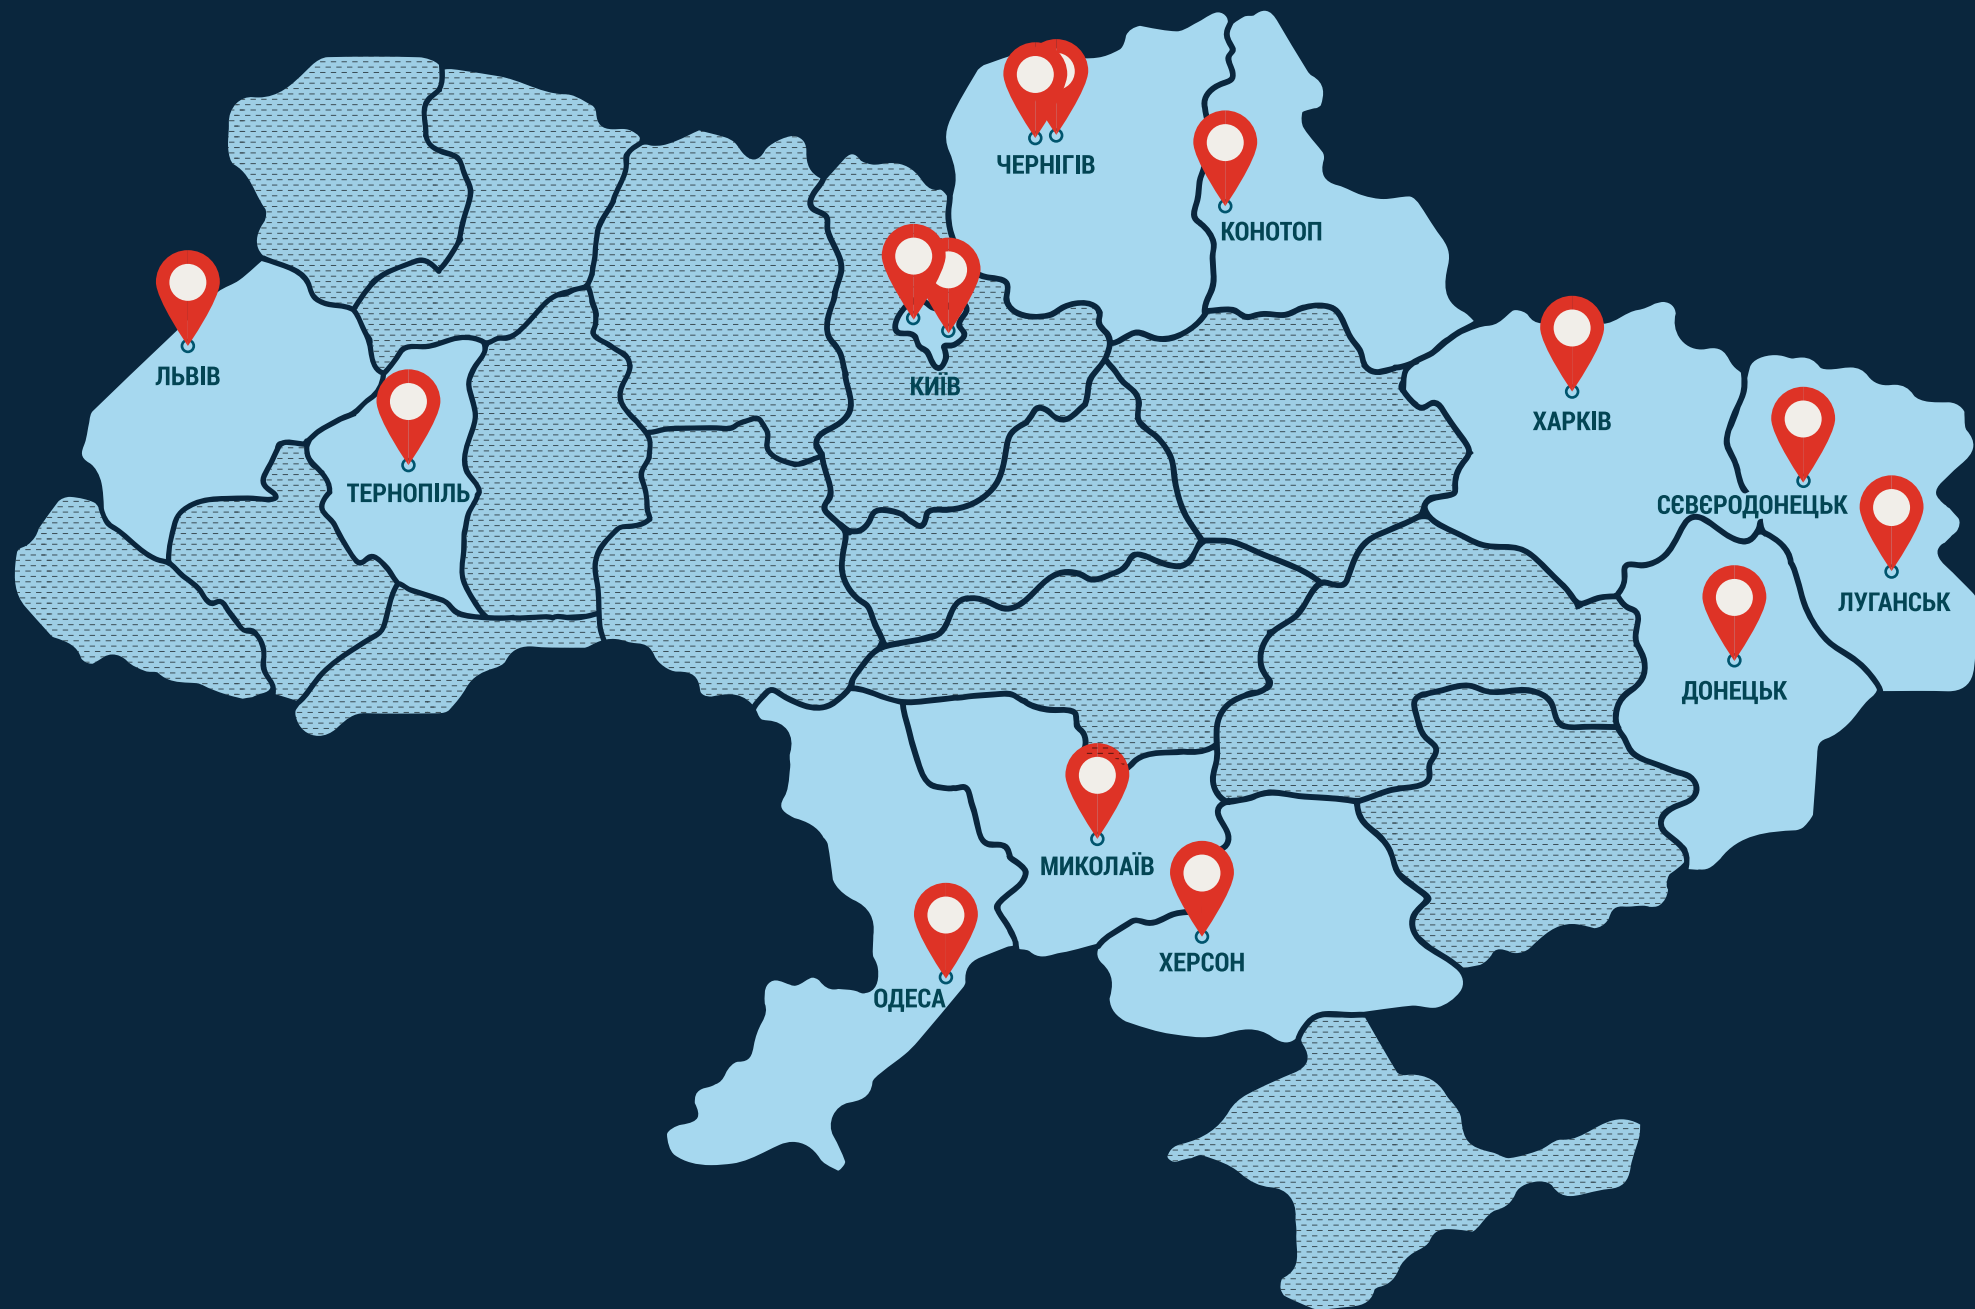 ЧЕРНІГІВ
КОНОТОП
ЛЬВІВ
КИЇВ
ХАРКІВ
ТЕРНОПІЛЬ
СЄВЄРОДОНЕЦЬК
ЛУГАНСЬК
ДОНЕЦЬК
МИКОЛАЇВ
ХЕРСОН
ОДЕСА